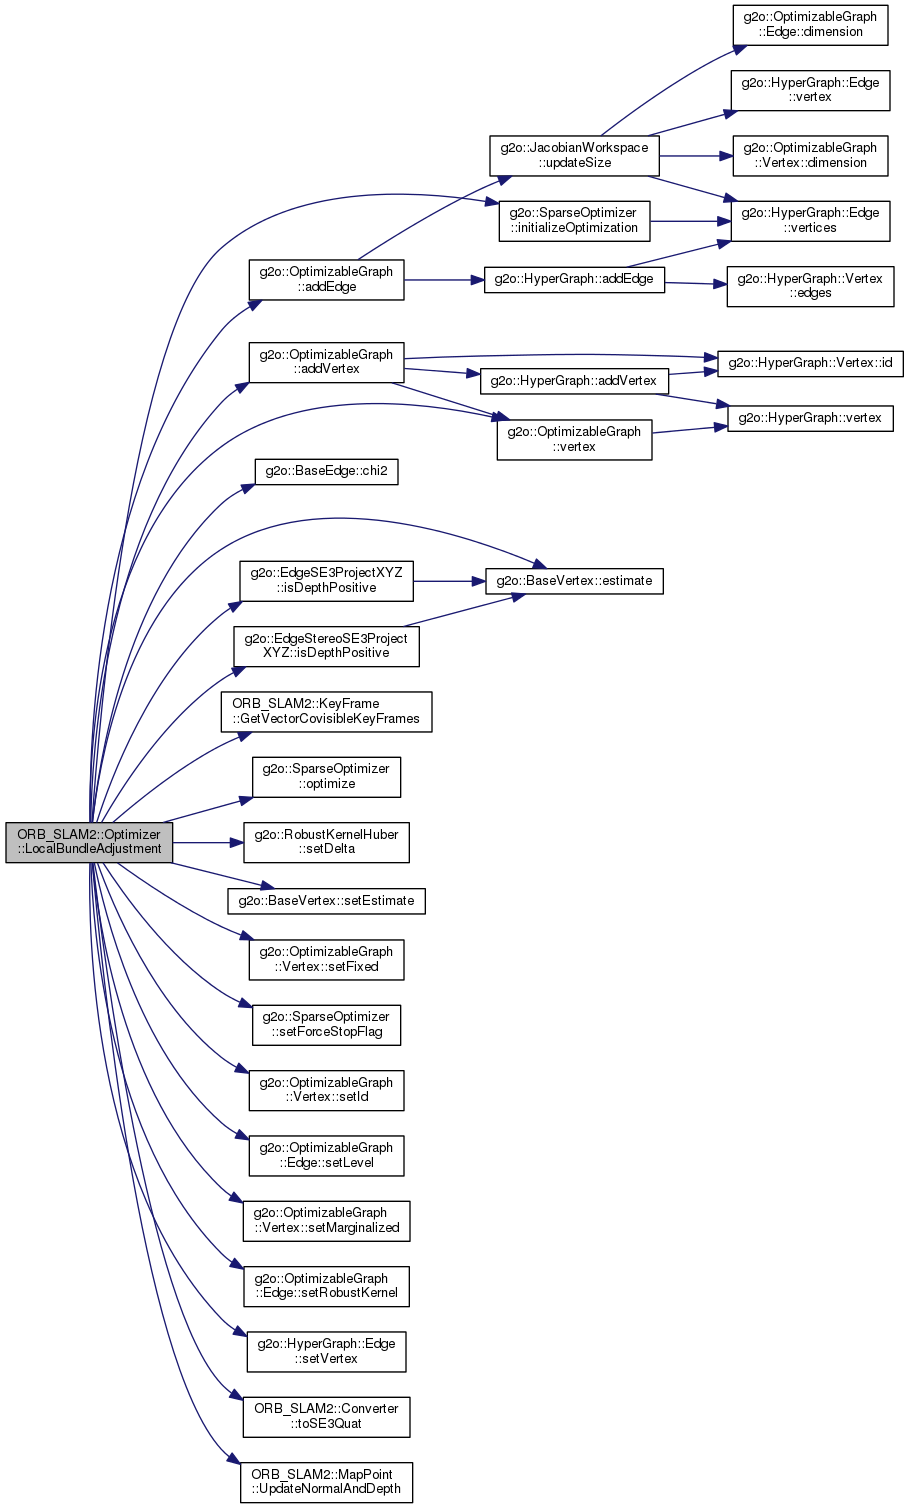 g2o::OptimizableGraph
::Edge::dimension
g2o::HyperGraph::Edge
::vertex
g2o::JacobianWorkspace
::updateSize
g2o::OptimizableGraph
::Vertex::dimension
g2o::SparseOptimizer
::initializeOptimization
g2o::HyperGraph::Edge
::vertices
g2o::OptimizableGraph
::addEdge
g2o::HyperGraph::addEdge
g2o::HyperGraph::Vertex
::edges
g2o::OptimizableGraph
::addVertex
g2o::HyperGraph::Vertex::id
g2o::HyperGraph::addVertex
g2o::HyperGraph::vertex
g2o::OptimizableGraph
::vertex
g2o::BaseEdge::chi2
g2o::EdgeSE3ProjectXYZ
::isDepthPositive
g2o::BaseVertex::estimate
g2o::EdgeStereoSE3Project
XYZ::isDepthPositive
ORB_SLAM2::KeyFrame
::GetVectorCovisibleKeyFrames
g2o::SparseOptimizer
::optimize
ORB_SLAM2::Optimizer
::LocalBundleAdjustment
g2o::RobustKernelHuber
::setDelta
g2o::BaseVertex::setEstimate
g2o::OptimizableGraph
::Vertex::setFixed
g2o::SparseOptimizer
::setForceStopFlag
g2o::OptimizableGraph
::Vertex::setId
g2o::OptimizableGraph
::Edge::setLevel
g2o::OptimizableGraph
::Vertex::setMarginalized
g2o::OptimizableGraph
::Edge::setRobustKernel
g2o::HyperGraph::Edge
::setVertex
ORB_SLAM2::Converter
::toSE3Quat
ORB_SLAM2::MapPoint
::UpdateNormalAndDepth